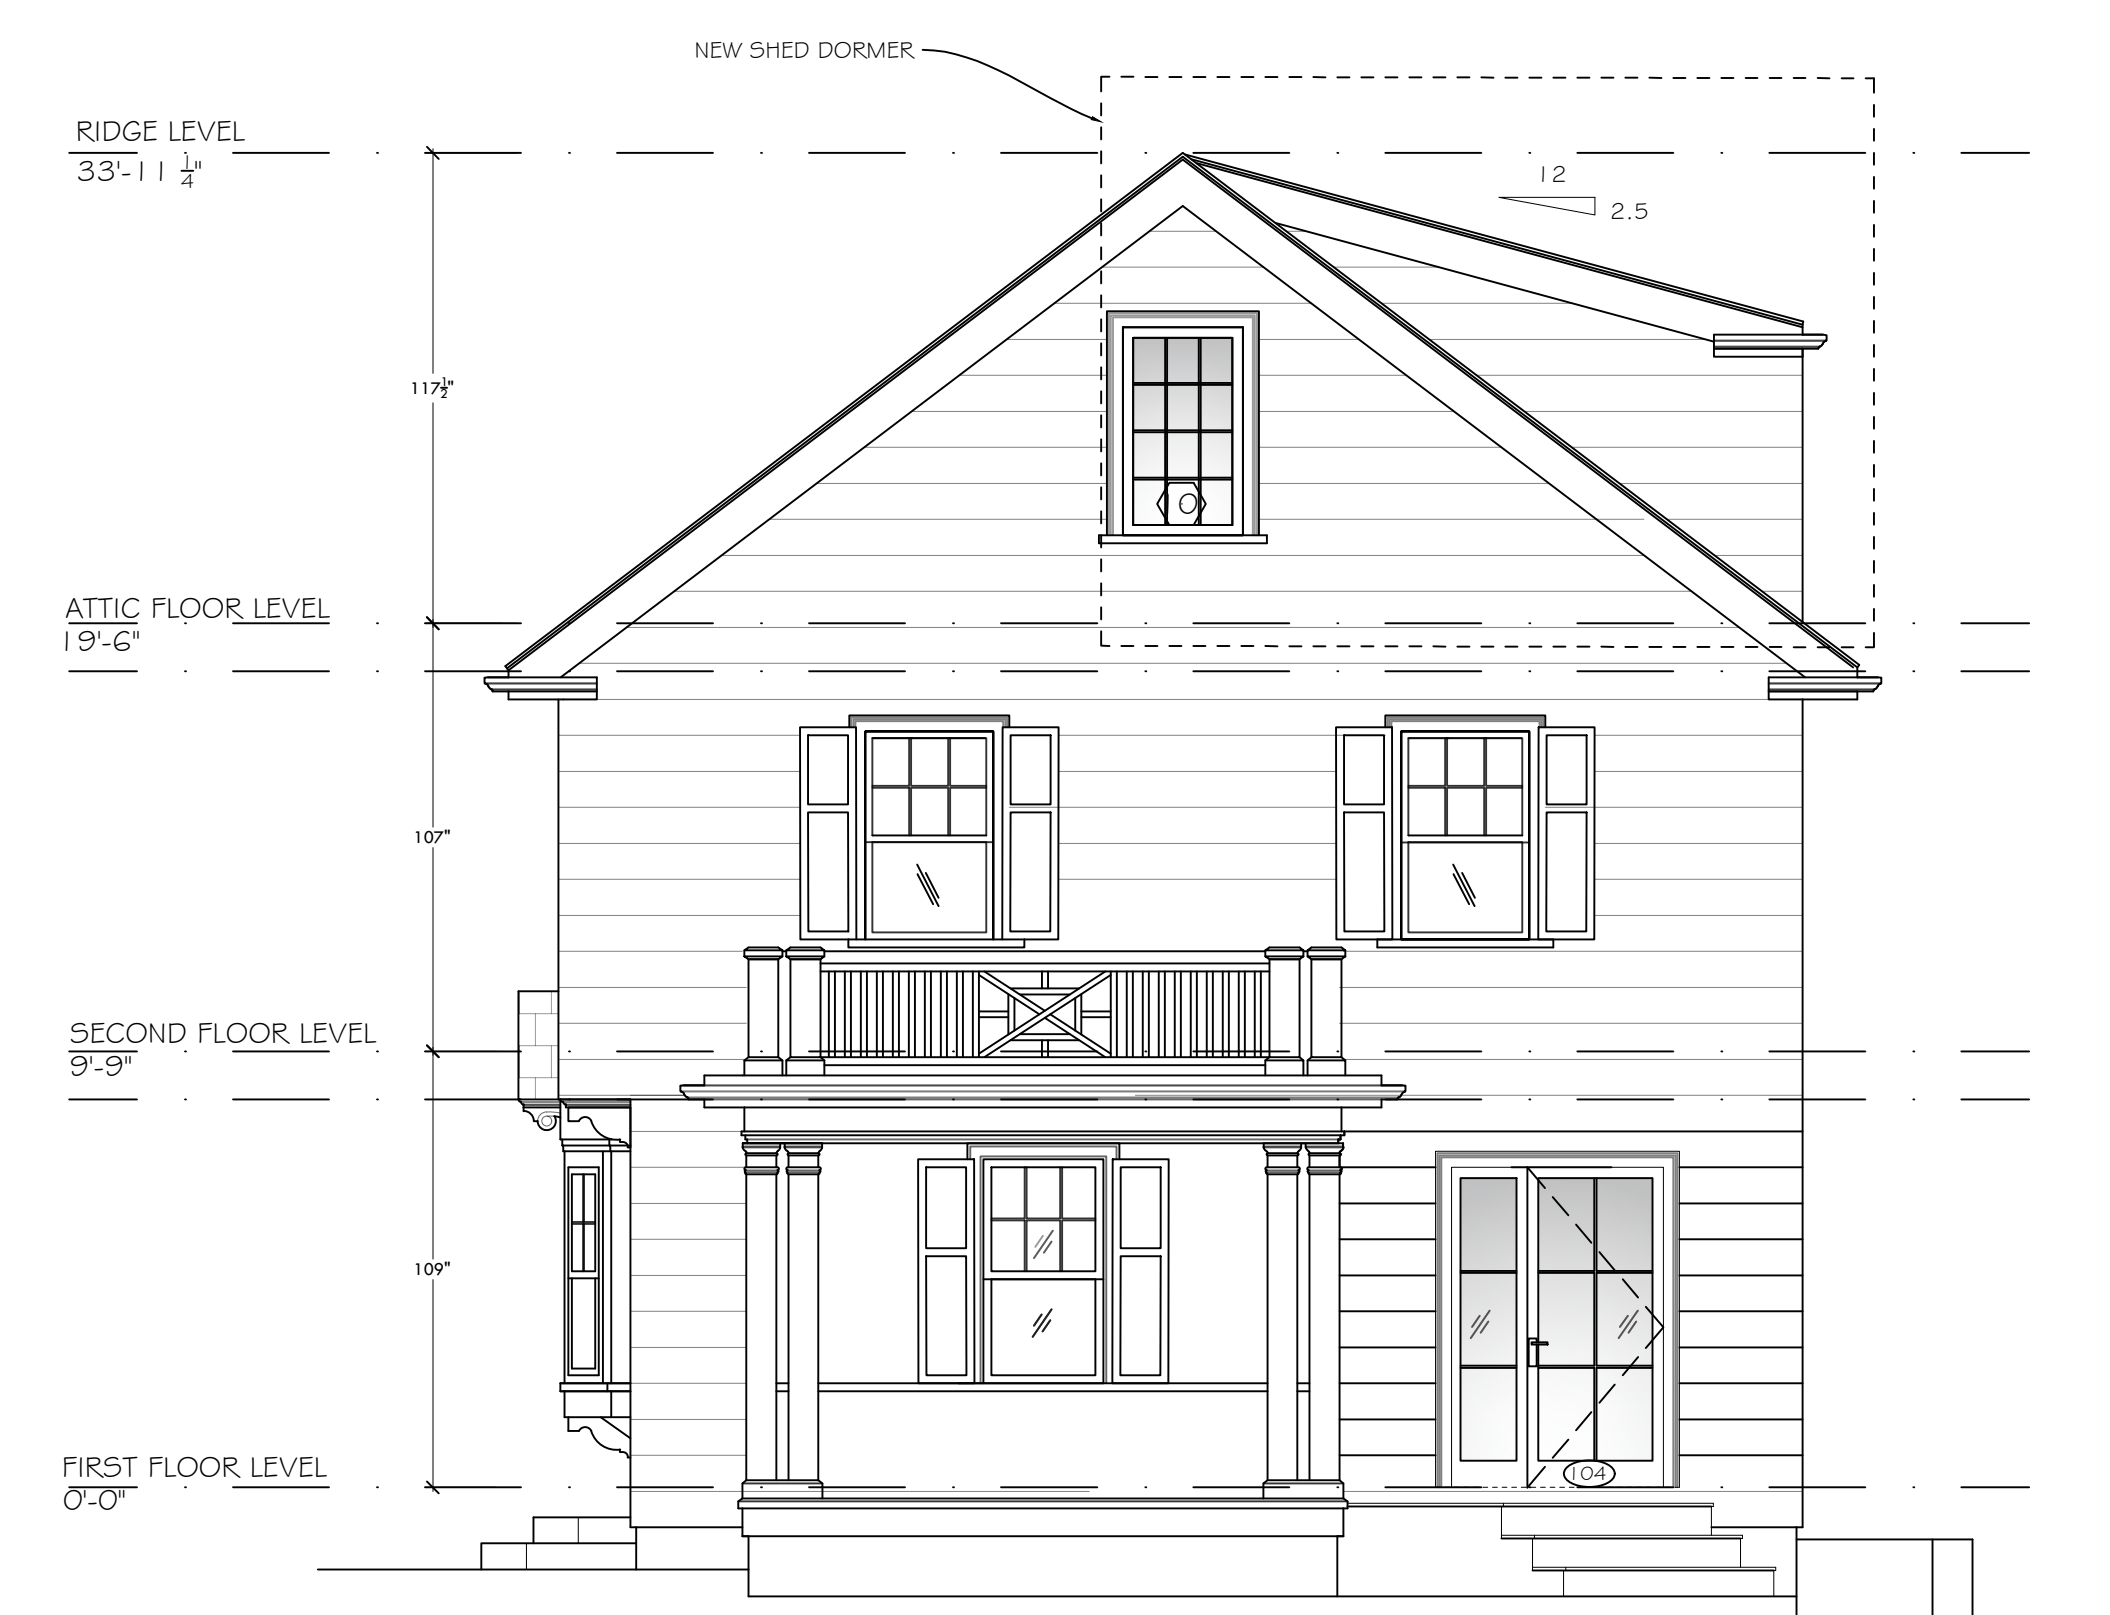 NEW SHED DORMER
RIDGE LEVEL
33'-11 1/4"
12
2.5
117 1/2"
ATTIC FLOOR LEVEL
19'-6"
O
107"
SECOND FLOOR LEVEL
9'-9"
109"
FIRST FLOOR LEVEL
0'-0"
104